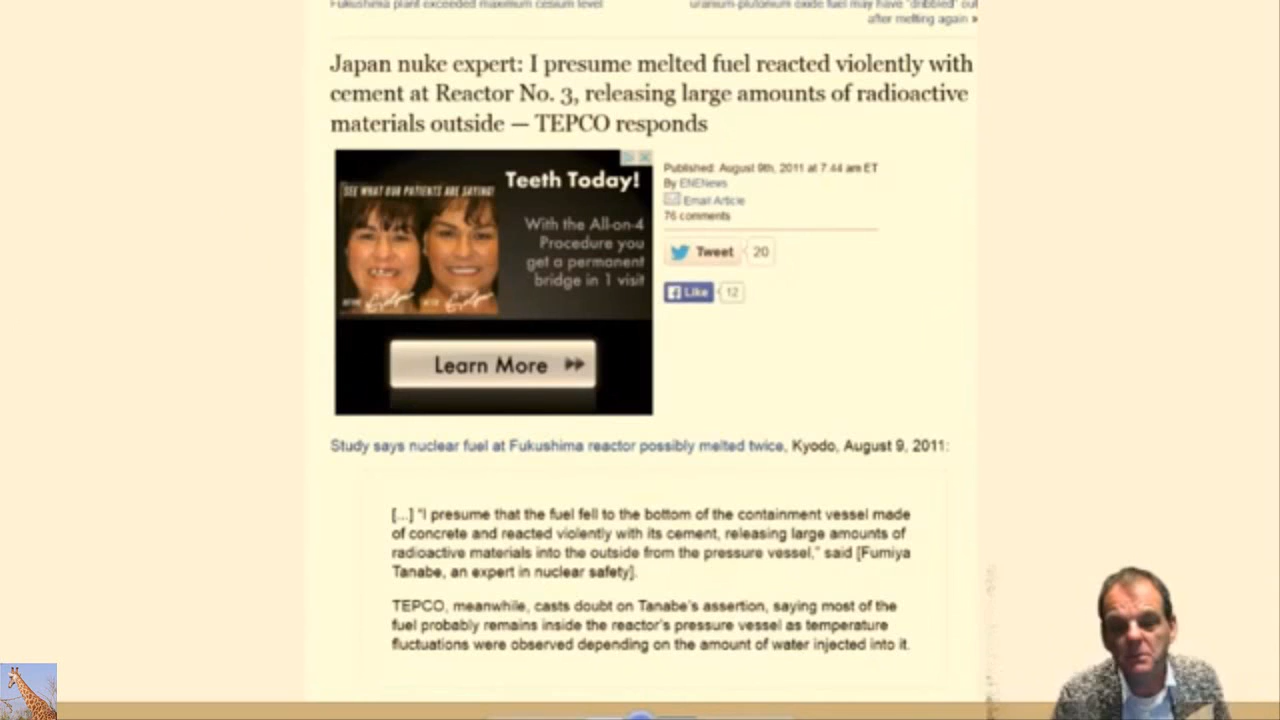 Fukushima plant exceeded maximum cesium level
uranium-plutonium oxide fuel may have "dribbled" out
after melting again »
Japan nuke expert: I presume melted fuel reacted violently with
cement at Reactor No. 3, releasing large amounts of radioactive
materials outside — TEPCO responds
SEE WHAT OUR PATIENTS ARE SAYING!
Teeth Today!
With the All-on-4
Procedure you
get a permanent
bridge in 1 visit
Learn More
Published: August 9th, 2011 at 7:44 am ET
By ENENews
Email Article
76 comments
Tweet 20
Like 12
Study says nuclear fuel at Fukushima reactor possibly melted twice, Kyodo, August 9, 2011:
[...] “I presume that the fuel fell to the bottom of the containment vessel made
of concrete and reacted violently with its cement, releasing large amounts of
radioactive materials into the outside from the pressure vessel,” said [Fumiya
Tanabe, an expert in nuclear safety].
TEPCO, meanwhile, casts doubt on Tanabe’s assertion, saying most of the
fuel probably remains inside the reactor’s pressure vessel as temperature
fluctuations were observed depending on the amount of water injected into it.